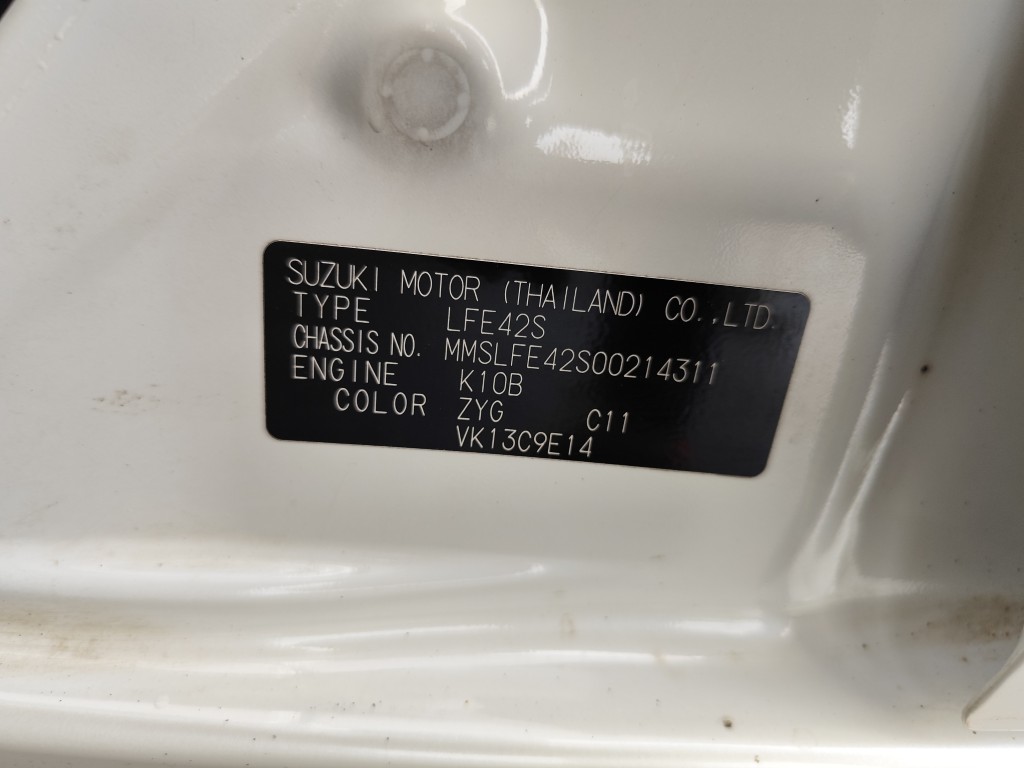 SUZUKI MOTOR (THAILAND) CO.,LTD.
TYPE LFE42S
CHASSIS NO. MMSLFE42S00214311
ENGINE K10B
COLOR ZYG C11
VK13C9E14